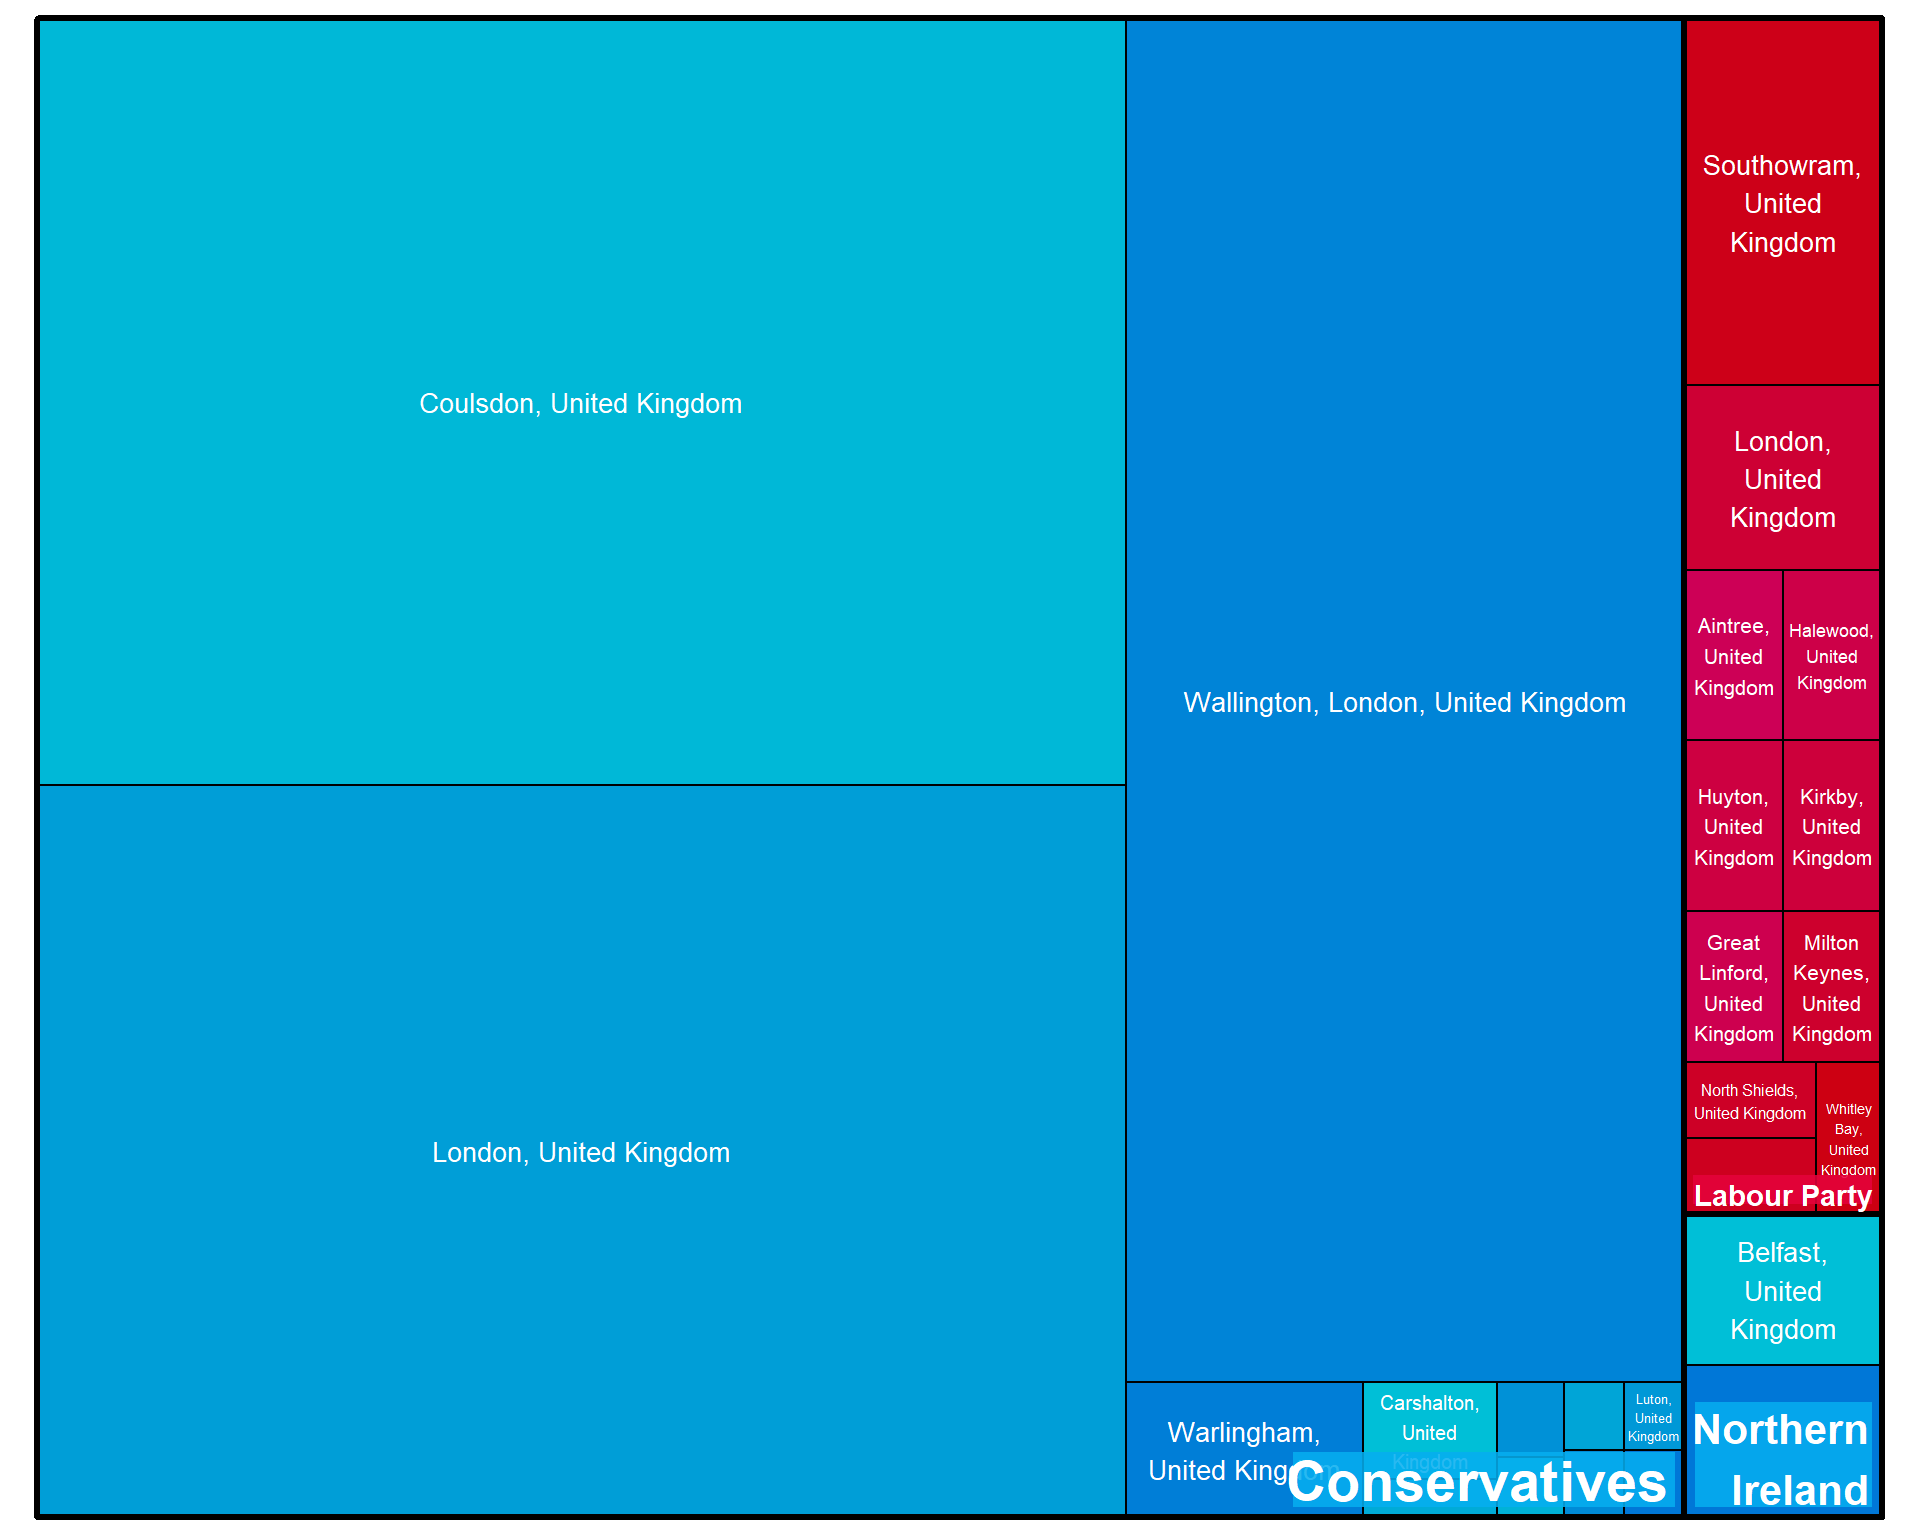 Coulsdon, United Kingdom
London, United Kingdom
Wallington, London, United Kingdom
Warlingham,
United Kingdom
Carshalton,
United
Kingdom
Luton,
United
Kingdom
Conservatives
Southowram,
United
Kingdom
London,
United
Kingdom
Aintree,
United
Kingdom
Halewood,
United
Kingdom
Huyton,
United
Kingdom
Kirkby,
United
Kingdom
Great
Linford,
United
Kingdom
Milton
Keynes,
United
Kingdom
North Shields,
United Kingdom
Whitley
Bay,
United
Kingdom
Labour Party
Belfast,
United
Kingdom
Northern
Ireland